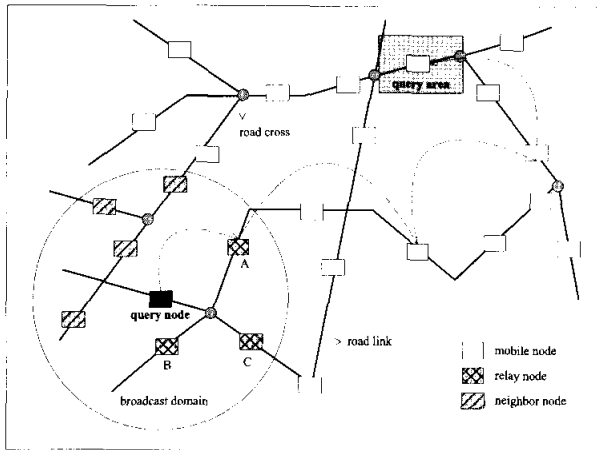 query area
road cross
A
query node
B
C
broadcast domain
road link
mobile node
relay node
neighbor node